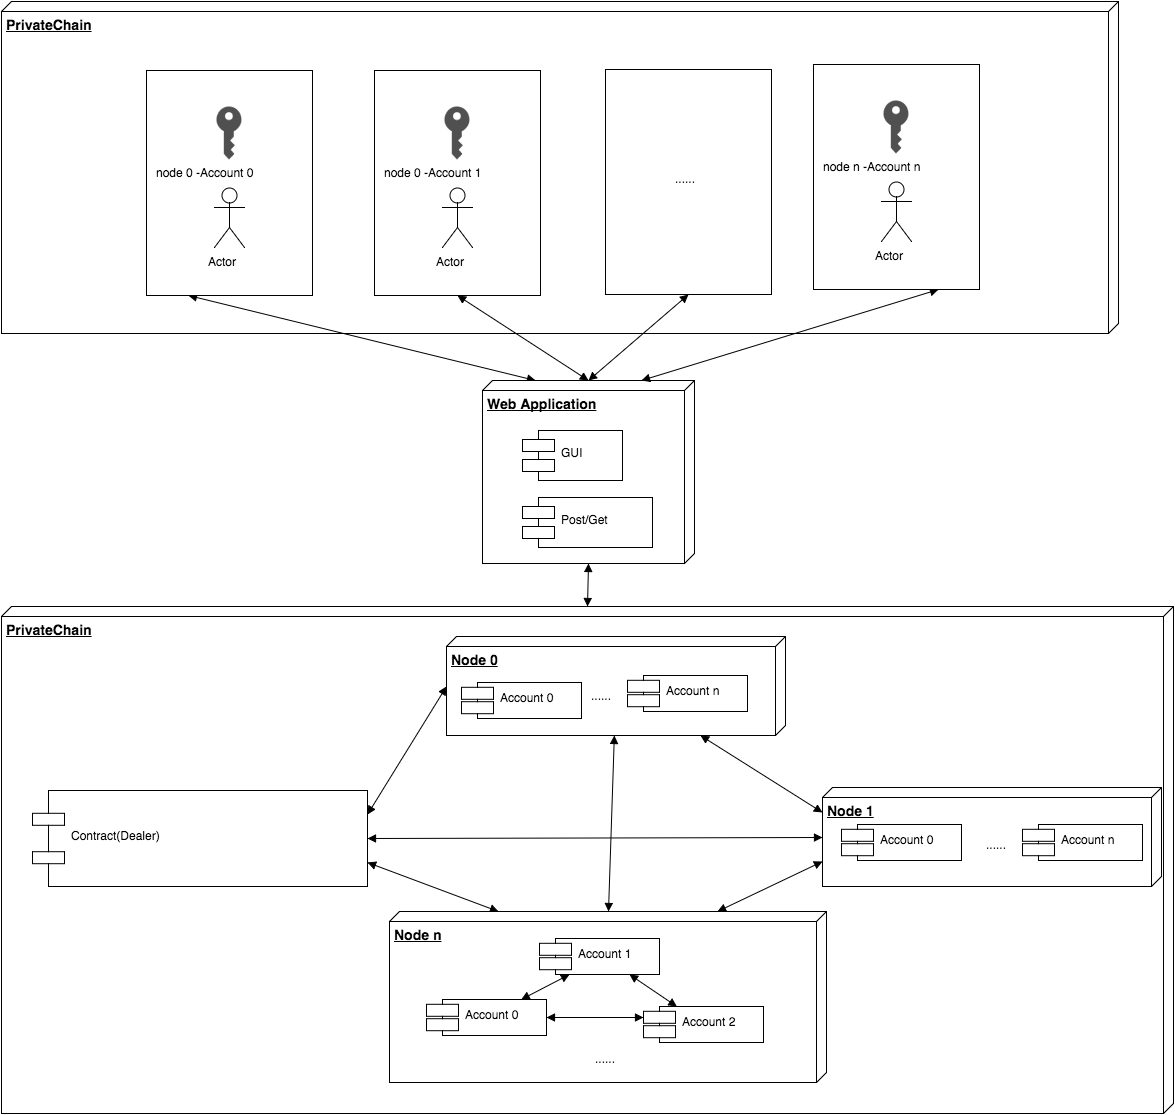 PrivateChain
node 0 -Account 0
Actor
node 0 -Account 1
Actor
......
node n -Account n
Actor
Web Application
GUI
Post/Get
PrivateChain
Node 0
Account 0
......
Account n
Contract(Dealer)
Node 1
Account 0
......
Account n
Node n
Account 1
Account 0
Account 2
......